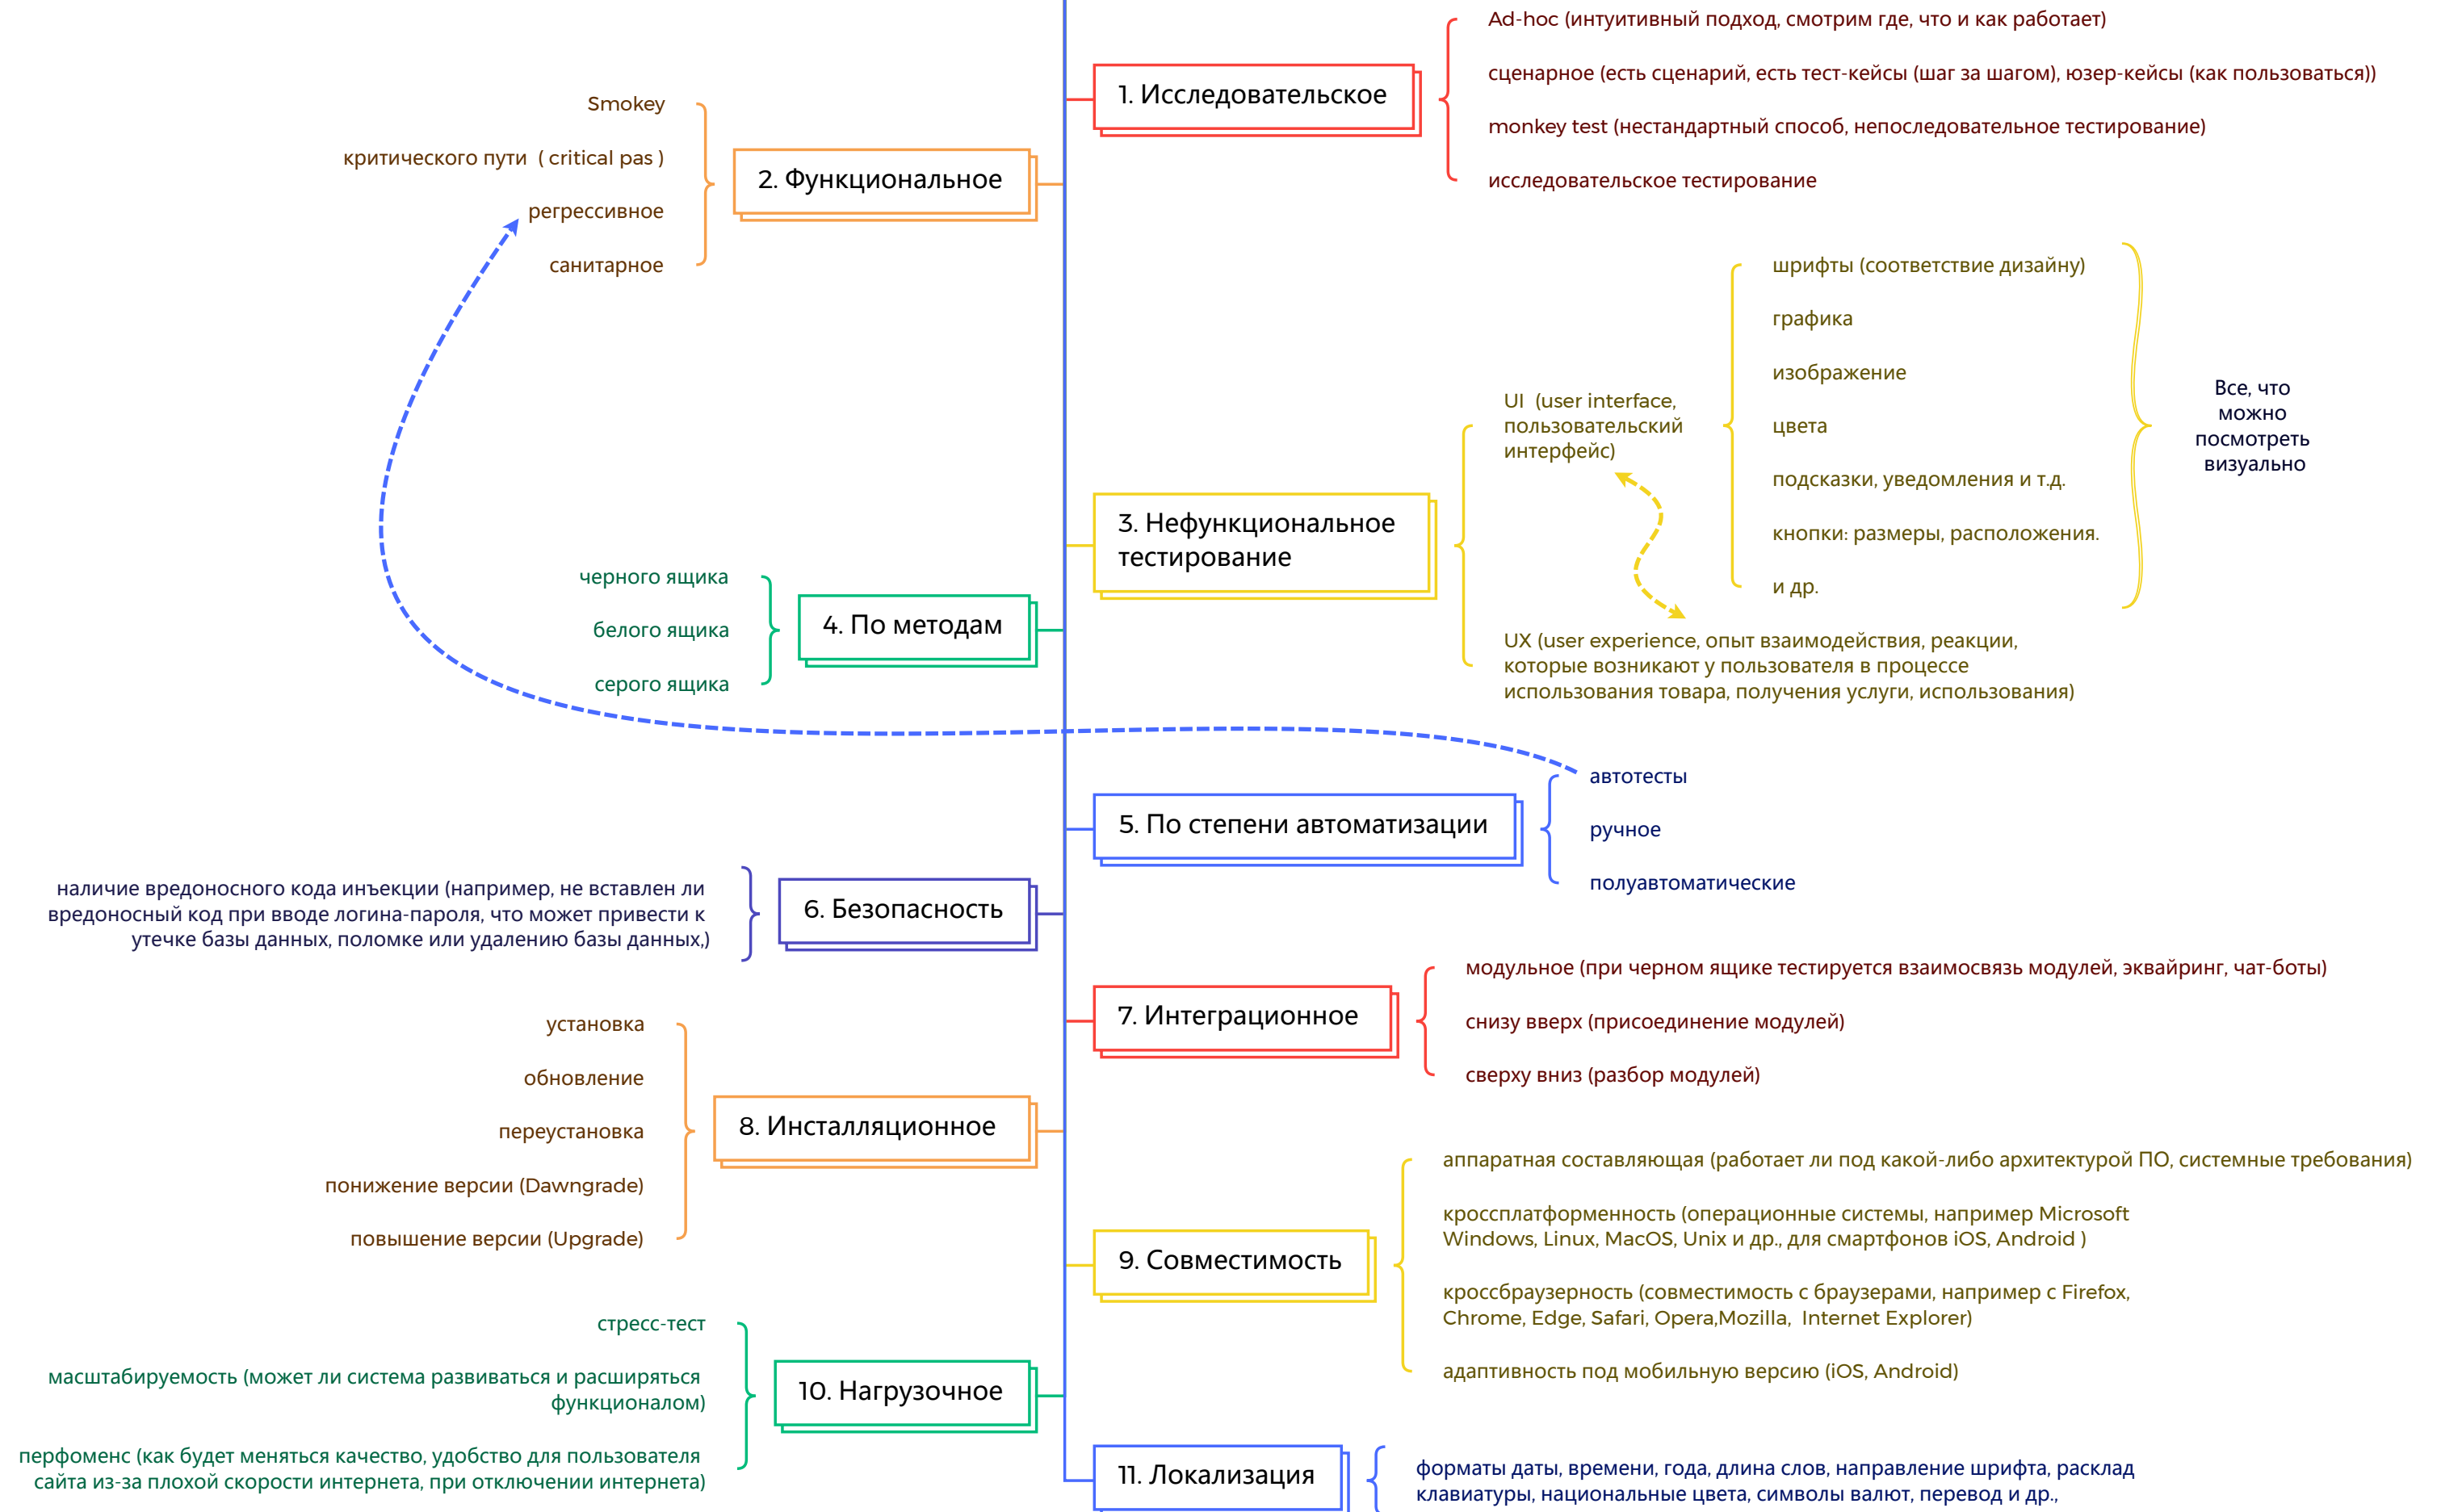 1. Исследовательское
Ad-hoc (интуитивный подход, смотрим где, что и как работает)
сценарное (есть сценарий, есть тест-кейсы (шаг за шагом), юзер-кейсы (как пользоваться))
monkey test (нестандартный способ, непоследовательное тестирование)
исследовательское тестирование
2. Функциональное
Smokey
критического пути  ( critical pas )
регрессивное
санитарное
3. Нефункциональное
тестирование
UI  (user interface,
пользовательский
интерфейс)
шрифты (соответствие дизайну)
графика
изображение
цвета
подсказки, уведомления и т.д.
кнопки: размеры, расположения.
и др.
Все, что
можно
посмотреть
визуально
UX (user experience, опыт взаимодействия, реакции,
которые возникают у пользователя в процессе
использования товара, получения услуги, использования)
4. По методам
черного ящика
белого ящика
серого ящика
5. По степени автоматизации
автотесты
ручное
полуавтоматические
6. Безопасность
наличие вредоносного кода инъекции (например, не вставлен ли
вредоносный код при вводе логина-пароля, что может привести к
утечке базы данных, поломке или удалению базы данных,)
7. Интеграционное
модульное (при черном ящике тестируется взаимосвязь модулей, эквайринг, чат-боты)
снизу вверх (присоединение модулей)
сверху вниз (разбор модулей)
8. Инсталляционное
установка
обновление
переустановка
понижение версии (Dawngrade)
повышение версии (Upgrade)
9. Совместимость
аппаратная составляющая (работает ли под какой-либо архитектурой ПО, системные требования)
кроссплатформенность (операционные системы, например Microsoft
Windows, Linux, MacOS, Unix и др., для смартфонов iOS, Android )
кроссбраузерность (совместимость с браузерами, например с Firefox,
Chrome, Edge, Safari, Opera,Mozilla,  Internet Explorer)
адаптивность под мобильную версию (iOS, Android)
10. Нагрузочное
стресс-тест
масштабируемость (может ли система развиваться и расширяться
функционалом)
перфоменс (как будет меняться качество, удобство для пользователя
сайта из-за плохой скорости интернета, при отключении интернета)
11. Локализация
форматы даты, времени, года, длина слов, направление шрифта, расклад
клавиатуры, национальные цвета, символы валют, перевод и др.,